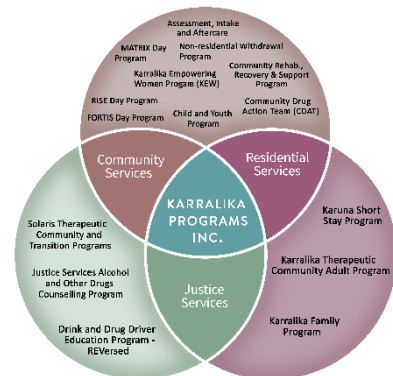 Assessment, Intake
and Aftercare
MATRIX Day
Program
Non-residential Withdrawal
Program
Karralika Empowering
Women Progam (KEW)
Community Rehab,
Recovery & Support
Program
RISE Day Program
FORTIS Day Program
Child and Youth
Program
Community Drug
Action Team (CDAT)
Community
Services
Residential
Services
KARRALIKA
PROGRAMS
INC.
Justice
Services
Solaris Therapeutic
Community and
Transition Programs
Justice Services Alcohol
and Other Drugs
Counselling Program
Drink and Drug Driver
Education Program -
REVersed
Karuna Short
Stay Program
Karralika Therapeutic
Community Adult Program
Karralika Family
Program